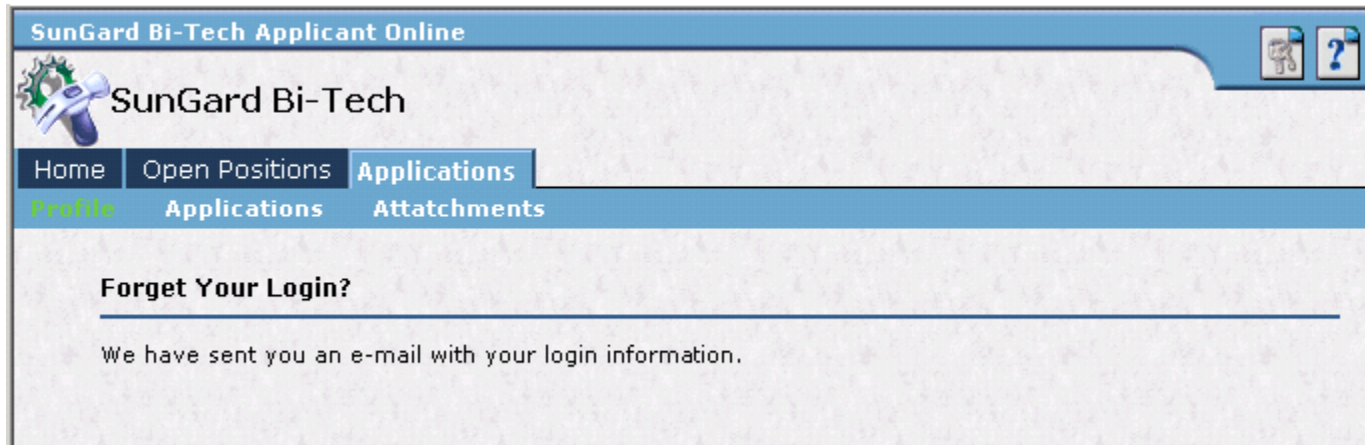 SunGard Bi-Tech Applicant Online
?
SunGard Bi-Tech
Home Open Positions Applications
Profile Applications Attatchments
Forget Your Login?
We have sent you an e-mail with your login information.